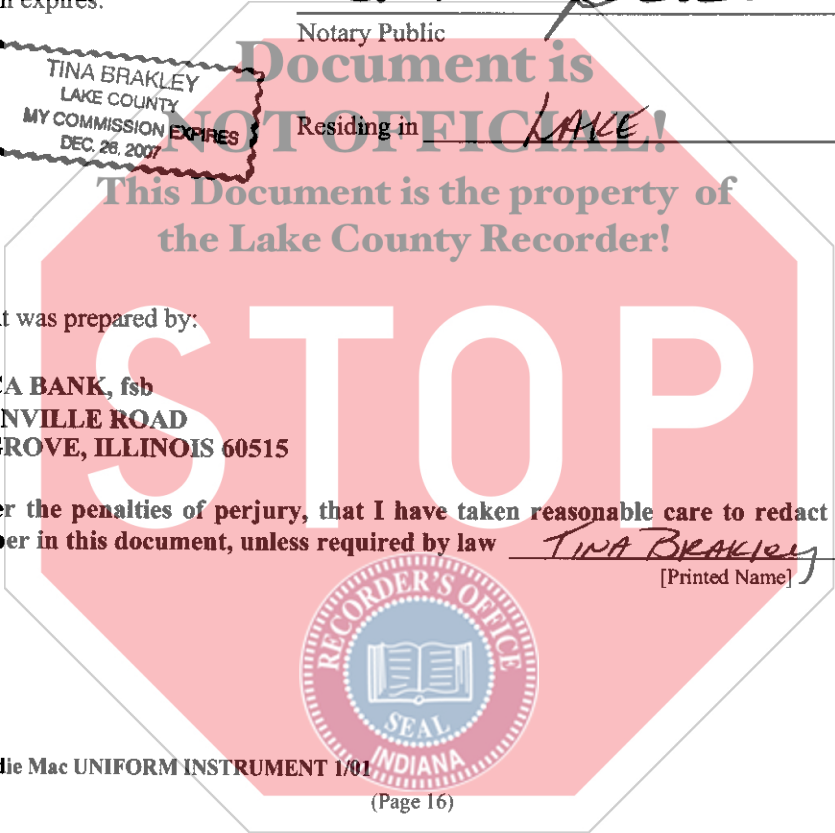 expires:
Notary Public
TINA BRAKLEY
LAKE COUNTY
MY COMMISSION EXPIRES
DEC. 26, 2007
Document is
NOT OFFICIAL!
Residing in LAKE
This Document is the property of
the Lake County Recorder!
STOP
t was prepared by:
CA BANK, fsb
NVILLE ROAD
GROVE, ILLINOIS 60515
er the penalties of perjury, that I have taken reasonable care to redact
er in this document, unless required by law TINA BRAKLEY
[Printed Name]
RECORDER'S OFFICE
SEAL
INDIANA
die Mac UNIFORM INSTRUMENT 1/01
(Page 16)